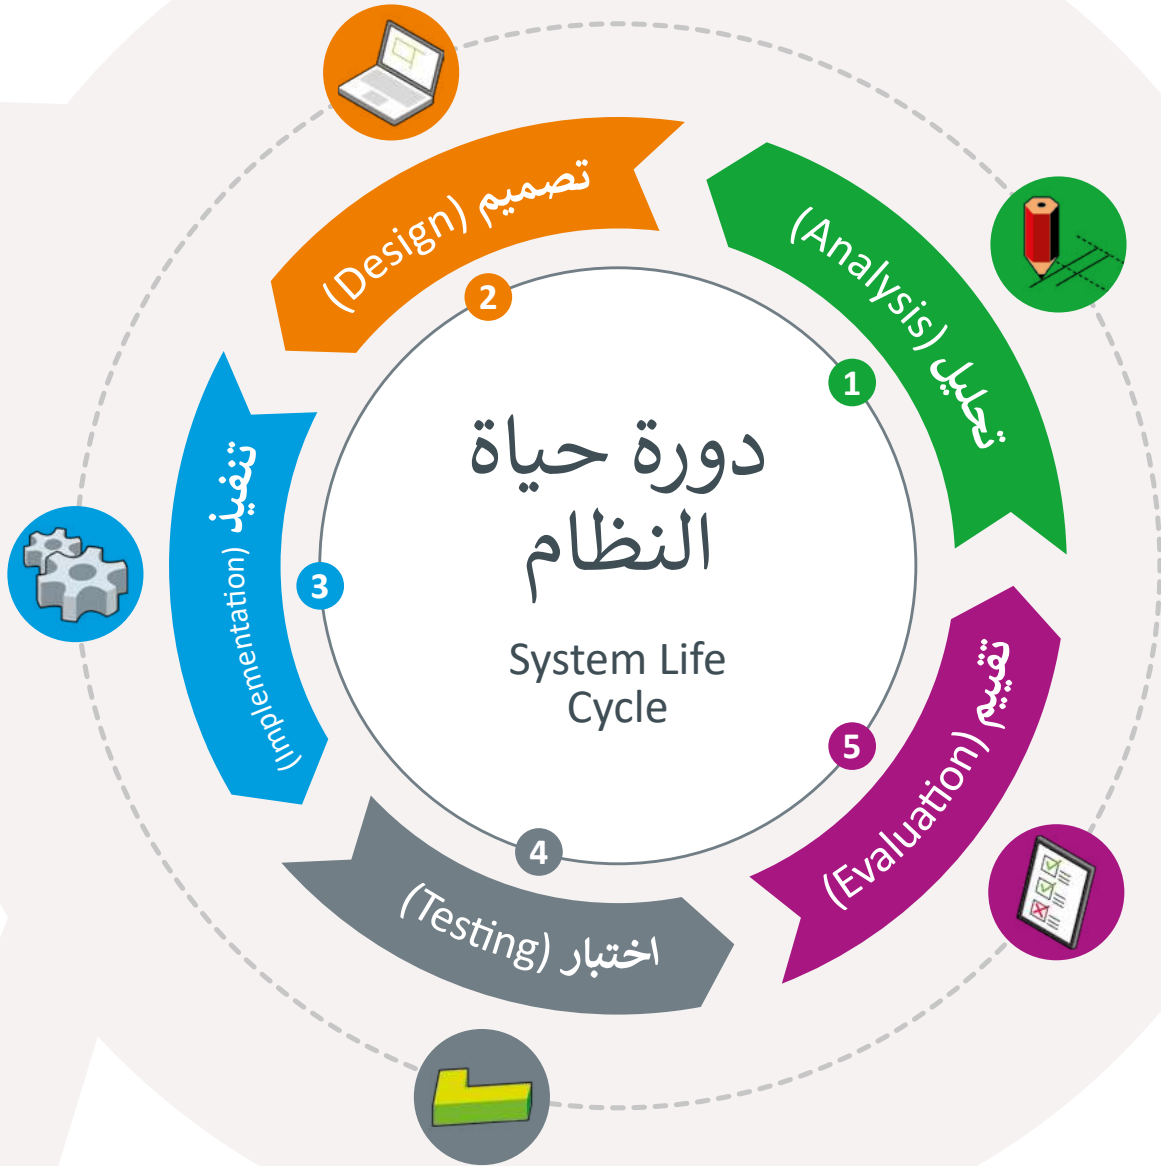 دورة حياة
النظام
System Life
Cycle
1
تحليل (Analysis)
2
تصميم (Design)
3
تنفيذ (Implementation)
4
اختبار (Testing)
5
تقييم (Evaluation)